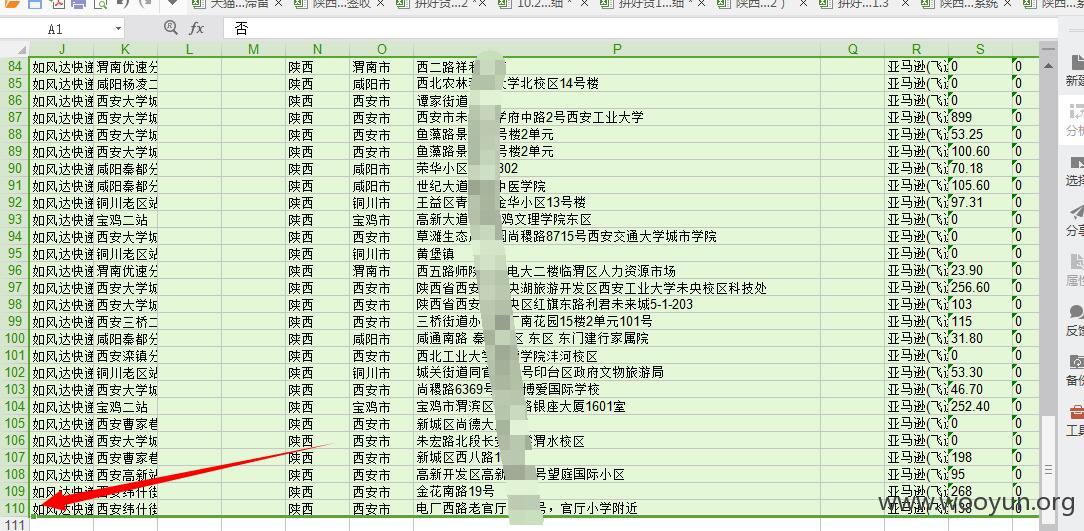 天猫...滞留 陕西...签收 拼好货...2 10.2...细 拼好货1...细 陕西...2 ） 拼好...1.3 陕西...系统 陕西
A1 fx 否
J K L M N O P Q R S
84 如风达快递 渭南优速分 陕西 渭南市 西二路祥 亚马逊(飞 0 0
85 如风达快递 咸阳杨凌二 陕西 咸阳市 西北农林 大学北校区14号楼 亚马逊(飞 0 0
86 如风达快递 西安大学城 陕西 西安市 谭家街道 亚马逊(飞 0 0
87 如风达快递 西安大学城 陕西 西安市 西安市未 学府中路2号西安工业大学 亚马逊(飞 899 0
88 如风达快递 西安大学城 陕西 西安市 鱼藻路景 号楼2单元 亚马逊(飞 53.25 0
89 如风达快递 西安大学城 陕西 西安市 鱼藻路景 号楼2单元 亚马逊(飞 100.60 0
90 如风达快递 咸阳秦都分 陕西 咸阳市 荣华小区 802 亚马逊(飞 70.18 0
91 如风达快递 咸阳秦都分 陕西 咸阳市 世纪大道 中医学院 亚马逊(飞 105.60 0
92 如风达快递 铜川老区站 陕西 铜川市 王益区青 金华小区13号楼 亚马逊(飞 97.31 0
93 如风达快递 宝鸡二站 陕西 宝鸡市 高新大道 鸡文理学院东区 亚马逊(飞 0 0
94 如风达快递 西安大学城 陕西 西安市 草滩生态 尚稷路8715号西安交通大学城市学院 亚马逊(飞 0 0
95 如风达快递 铜川老区站 陕西 铜川市 黄堡镇 亚马逊(飞 0 0
96 如风达快递 渭南优速分 陕西 渭南市 西五路师院 电大二楼临渭区人力资源市场 亚马逊(飞 23.90 0
97 如风达快递 西安大学城 陕西 西安市 陕西省西安 央湖旅游开发区西安工业大学未央校区科技处 亚马逊(飞 256.60 0
98 如风达快递 西安大学城 陕西 西安市 陕西省西安 央区红旗东路利君未来城5-1-203 亚马逊(飞 103 0
99 如风达快递 西安三桥二 陕西 西安市 三桥街道办 厂南花园15楼2单元101号 亚马逊(飞 115 0
100 如风达快递 咸阳秦都分 陕西 咸阳市 咸通南路 秦 区 东区 东门建行家属院 亚马逊(飞 31.80 0
101 如风达快递 西安滦镇分 陕西 西安市 西北工业大 学院沣河校区 亚马逊(飞 0 0
102 如风达快递 铜川老区站 陕西 铜川市 城关街道同官 号印台区政府文物旅游局 亚马逊(飞 53.30 0
103 如风达快递 西安大学城 陕西 西安市 尚稷路6369号 博爱国际学校 亚马逊(飞 46.70 0
104 如风达快递 宝鸡二站 陕西 宝鸡市 宝鸡市渭滨区 路银座大厦1601室 亚马逊(飞 252.40 0
105 如风达快递 西安曹家巷 陕西 西安市 新城区尚德大 亚马逊(飞 0 0
106 如风达快递 西安大学城 陕西 西安市 朱宏路北段长安 渭水校区 亚马逊(飞 0 0
107 如风达快递 西安曹家巷 陕西 西安市 新城区西八路 亚马逊(飞 198 0
108 如风达快递 西安高新站 陕西 西安市 高新开发区高新 号望庭国际小区 亚马逊(飞 95 0
109 如风达快递 西安纬什街 陕西 西安市 金花南路19号 亚马逊(飞 268 0
110 如风达快递 西安纬什街 陕西 西安市 电厂西路老官厅 号，官厅小学附近 亚马逊(飞 138 0
111
新建
分析
选择
分享
属性
反馈
备份
工具
www.wooyun.org